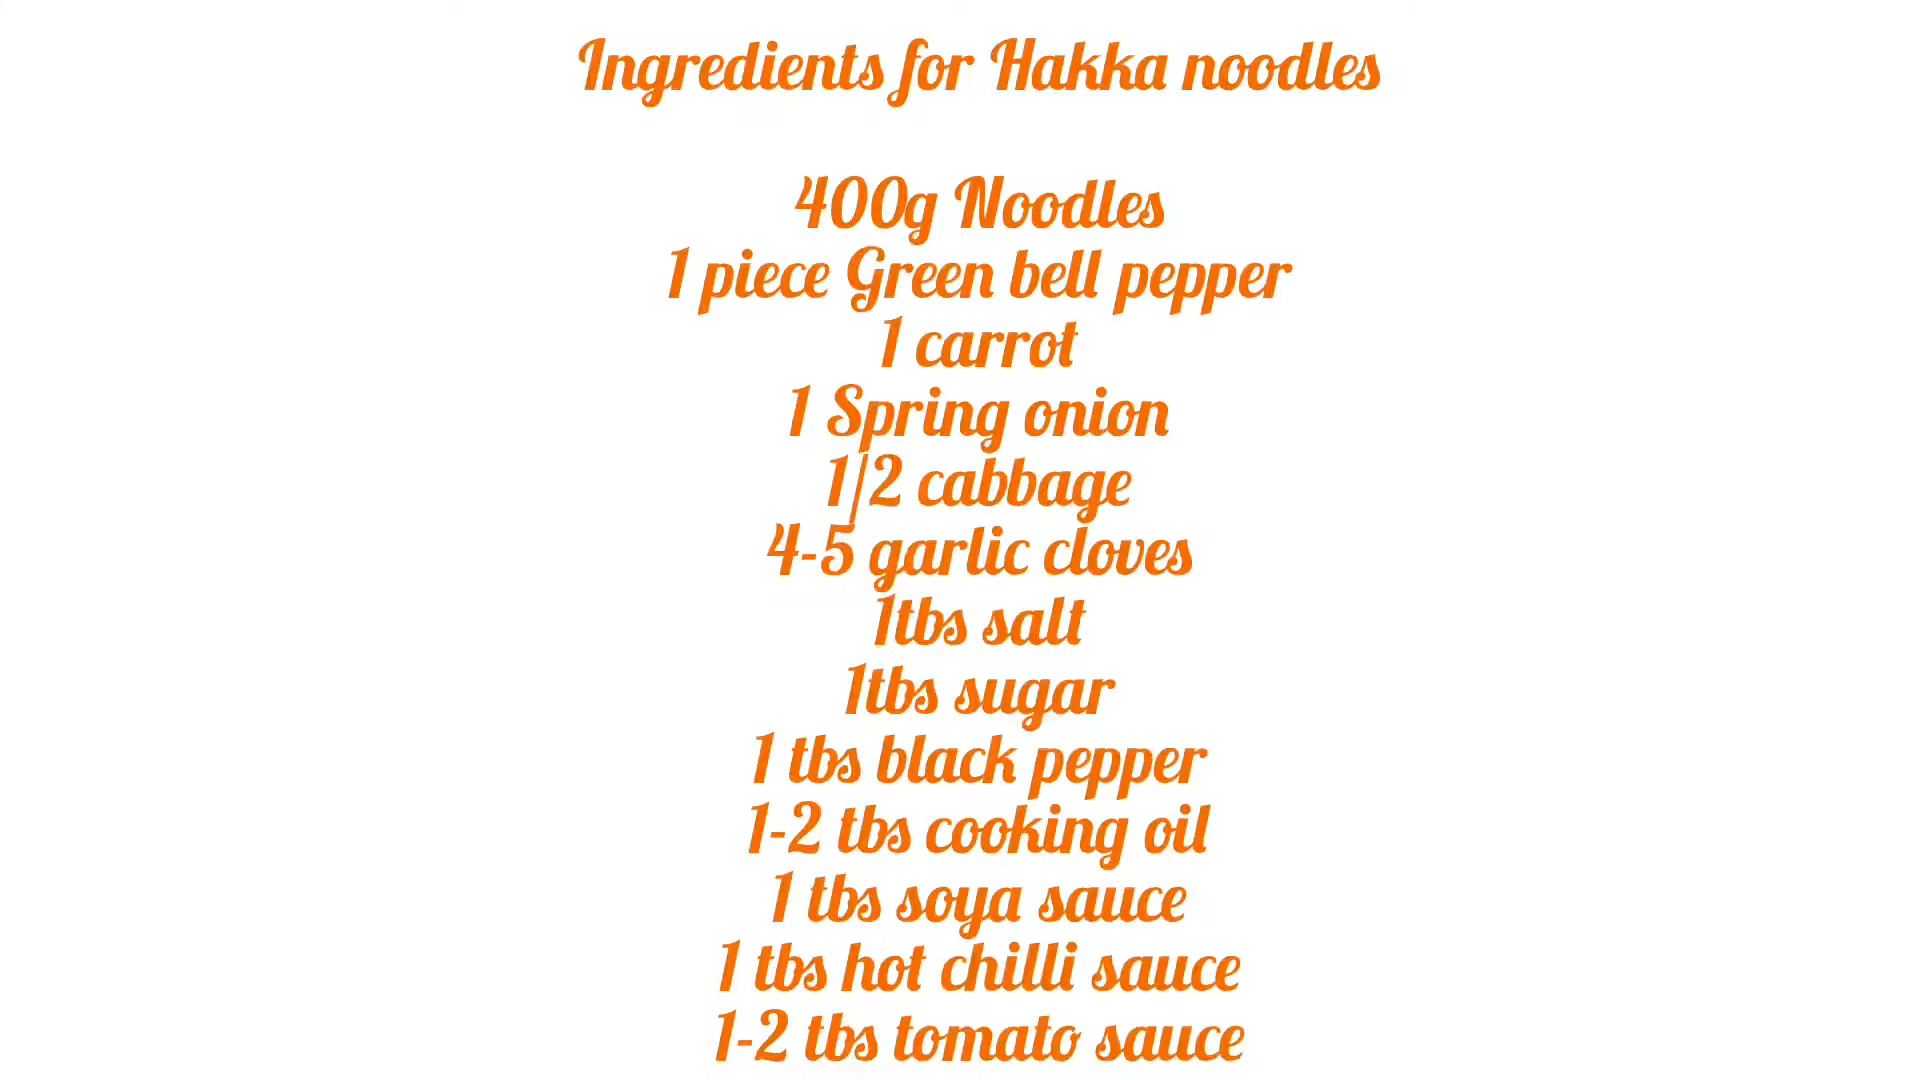 Ingredients for Hakka noodles
400g Noodles
1 piece Green bell pepper
1 carrot
1 Spring onion
1/2 cabbage
4-5 garlic cloves
1tbs salt
1tbs sugar
1 tbs black pepper
1-2 tbs cooking oil
1 tbs soya sauce
1 tbs hot chilli sauce
1-2 tbs tomato sauce